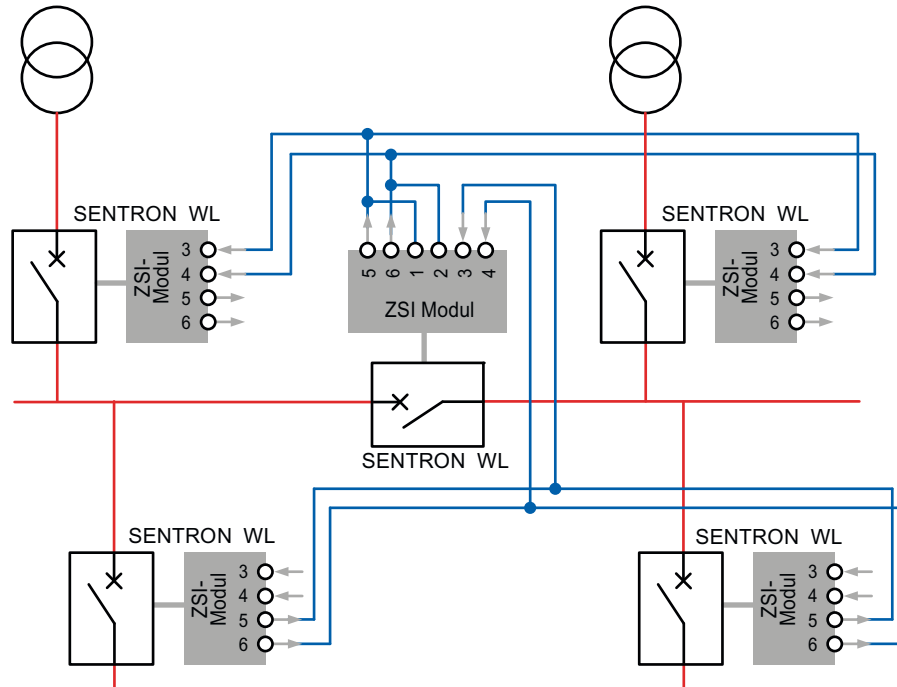 SENTRON WL
SENTRON WL
ZSI-
Modul
3
4
5
6
5 6 1 2 3 4
ZSI Modul
ZSI-
Modul
3
4
5
6
SENTRON WL
SENTRON WL
SENTRON WL
ZSI-
Modul
3
4
5
6
ZSI-
Modul
3
4
5
6